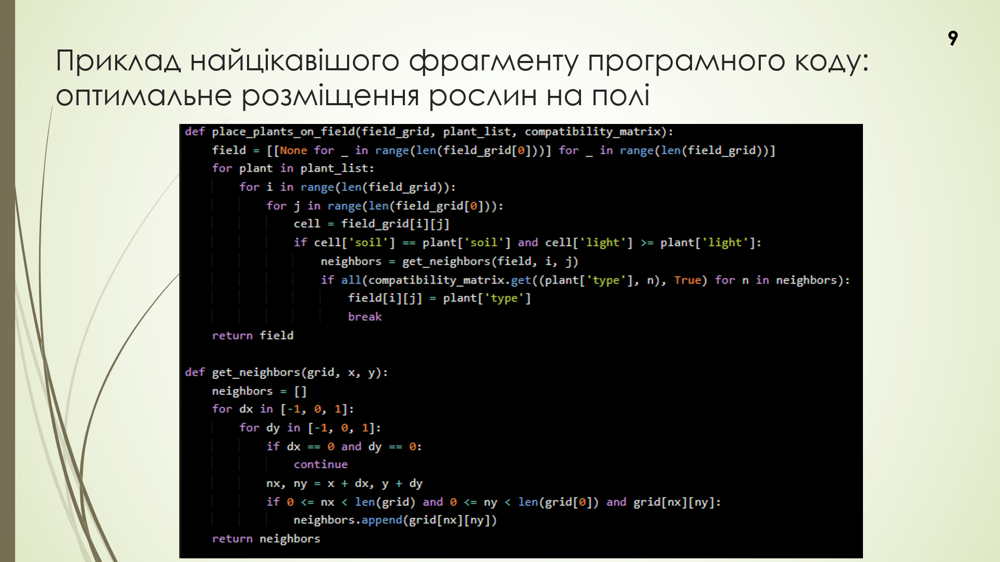 9
Приклад найцікавішого фрагменту програмного коду:
оптимальне розміщення рослин на полі
def place_plants_on_field(field_grid, plant_list, compatibility_matrix):
    field = [[None for _ in range(len(field_grid[0]))] for _ in range(len(field_grid))]
    for plant in plant_list:
        for i in range(len(field_grid)):
            for j in range(len(field_grid[0])):
                cell = field_grid[i][j]
                if cell['soil'] == plant['soil'] and cell['light'] >= plant['light']:
                    neighbors = get_neighbors(field, i, j)
                    if all(compatibility_matrix.get((plant['type'], n), True) for n in neighbors):
                        field[i][j] = plant['type']
                        break
    return field

def get_neighbors(grid, x, y):
    neighbors = []
    for dx in [-1, 0, 1]:
        for dy in [-1, 0, 1]:
            if dx == 0 and dy == 0:
                continue
            nx, ny = x + dx, y + dy
            if 0 <= nx < len(grid) and 0 <= ny < len(grid[0]) and grid[nx][ny]:
                neighbors.append(grid[nx][ny])
    return neighbors